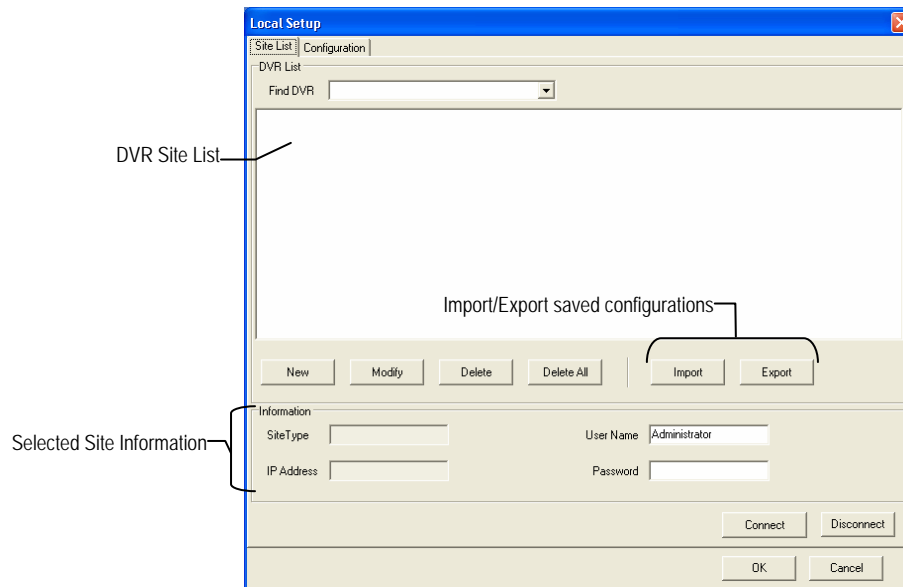 Local Setup
Site List Configuration
DVR List
Find DVR
DVR Site List
Import/Export saved configurations
New Modify Delete Delete All Import Export
Information
Selected Site Information
SiteType User Name Administrator
IP Address Password
Connect Disconnect
OK Cancel